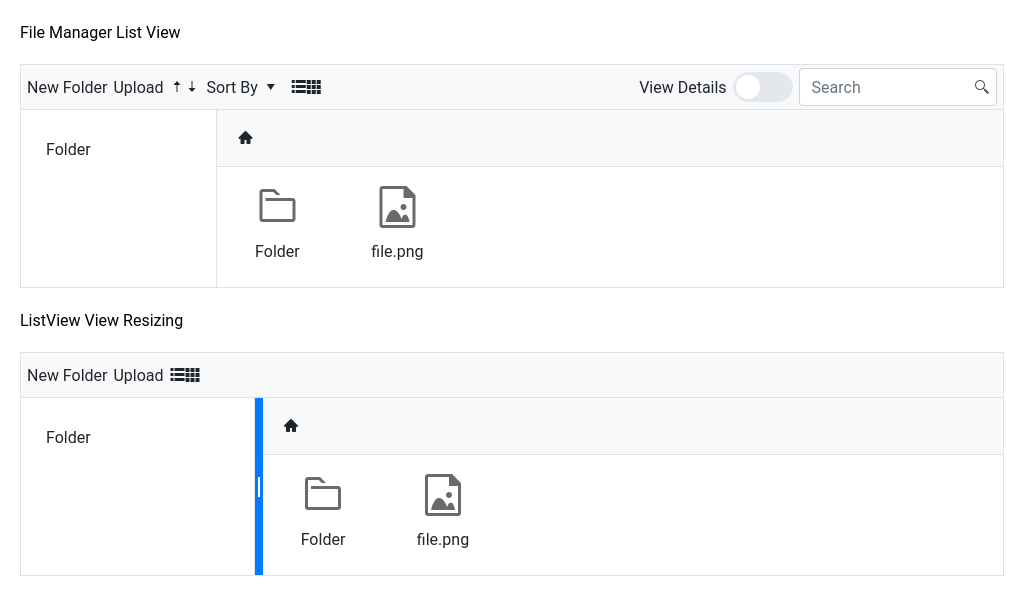 File Manager List View
New Folder Upload Sort By View Details Search
Folder
Folder file.png
ListView View Resizing
New Folder Upload
Folder
Folder file.png